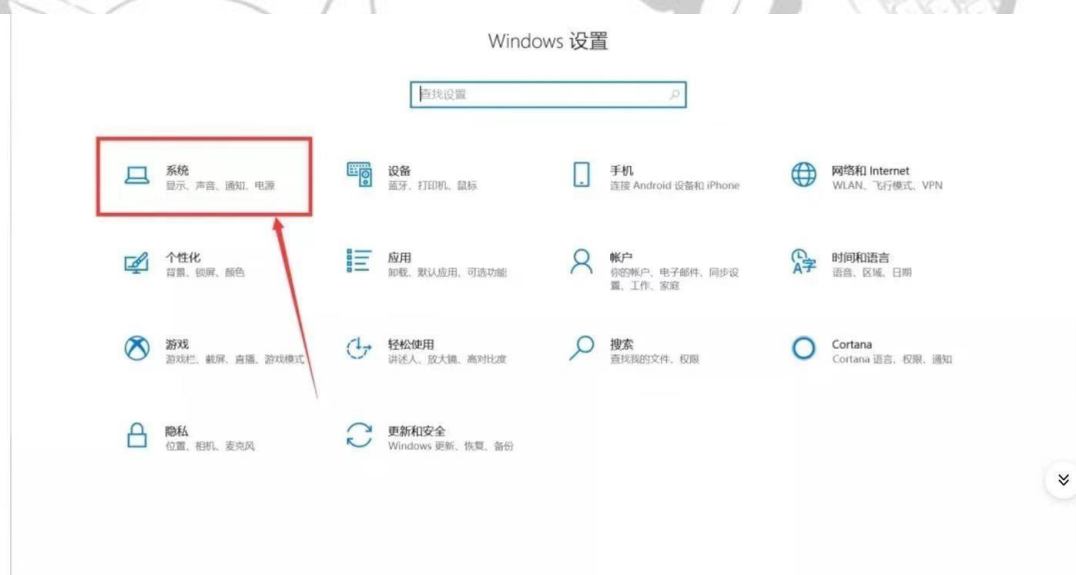 Windows 设置
查找设置
系统
显示、声音、通知、电源
设备
蓝牙、打印机、鼠标
手机
连接 Android 设备和 iPhone
网络和 Internet
WLAN、飞行模式、VPN
个性化
背景、锁屏、颜色
应用
卸载、默认应用、可选功能
帐户
你的帐户、电子邮件、同步设
置、工作、家庭
时间和语言
语音、区域、日期
游戏
游戏栏、截屏、直播、游戏模式
轻松使用
讲述人、放大镜、高对比度
搜索
查找我的文件、权限
Cortana
Cortana 语言、权限、通知
隐私
位置、相机、麦克风
更新和安全
Windows 更新、恢复、备份